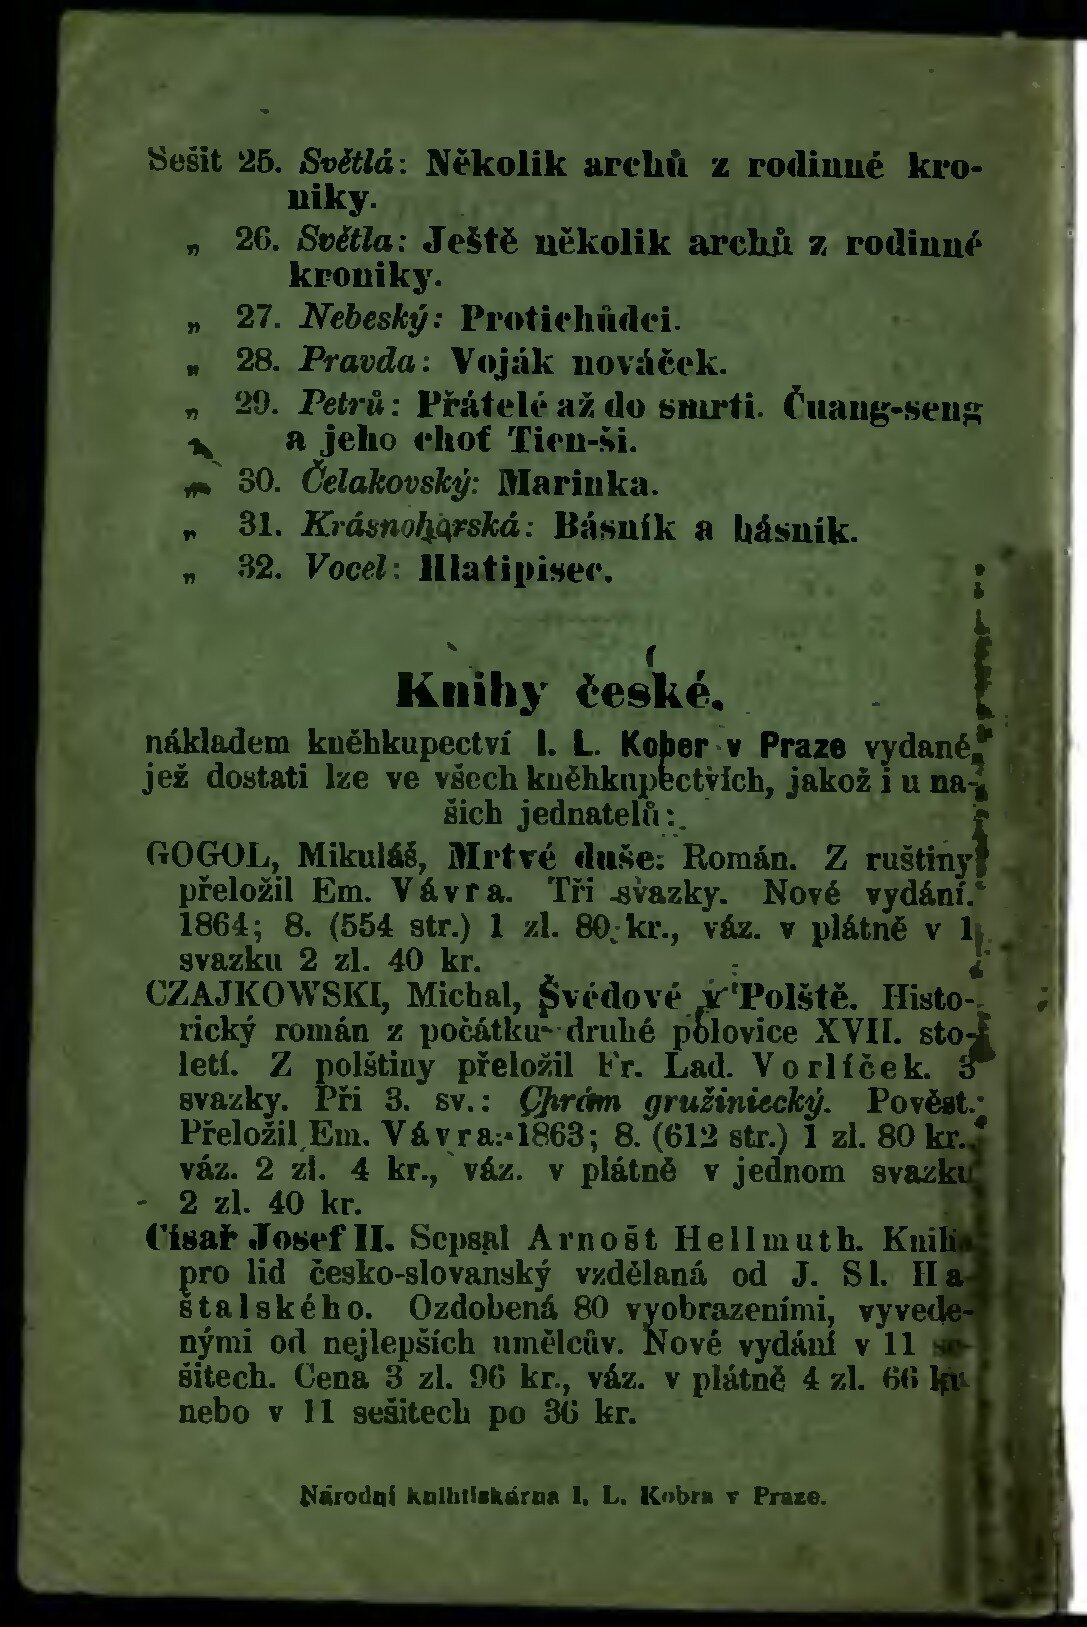 Sešit 25. Světlá: Několik archů z rodinné kro-
niky.
„ 26. Světla: Ještě několik archů z rodinné
kroniky.
„ 27. Nebeský: Protichůdci.
„ 28. Pravda: Voják nováček.
„ 29. Petrů: Přátelé až do smrti. Čuang-seng
a jeho choť Tien-ši.
„ 30. Čelakovský: Marinka.
„ 31. Krásnohorská: Básník a básník.
„ 32. Vocel: Hlatipisec.
Knihy české,
nákladem kněhkupectví I. L. Kober v Praze vydané,
jež dostati lze ve všech kněhkupectvích, jakož i u na-
šich jednatelů:
GOGOL, Mikuláš, Mrtvé duše. Román. Z ruštiny
přeložil Em. Vávra. Tři svazky. Nové vydání.
1864; 8. (554 str.) 1 zl. 80 kr., váz. v plátně v 1
svazku 2 zl. 40 kr.
CZAJKOWSKI, Michal, Švédové v Polště. Histo-
rický román z počátku druhé polovice XVII. sto-
letí. Z polštiny přeložil Fr. Lad. Vorlíček. 3
svazky. Při 3. sv.: Chrám gružiniecký. Pověst.
Přeložil Em. Vávra. 1863; 8. (612 str.) 1 zl. 80 kr.,
váz. 2 zl. 4 kr., váz. v plátně v jednom svazku
2 zl. 40 kr.
Císař Josef II. Sepsal Arnošt Hellmuth. Kniha
pro lid česko-slovanský vzdělaná od J. Sl. Ha-
štalského. Ozdobená 80 vyobrazeními, vyvede-
nými od nejlepších umělcův. Nové vydání v 11 se-
šitech. Cena 3 zl. 96 kr., váz. v plátně 4 zl. 66 kr.
nebo v 11 sešitech po 36 kr.
Národní knihtiskárna I. L. Kobra v Praze.